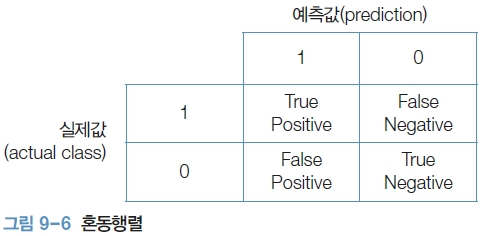 예측값(prediction)
1 0
실제값
(actual class)
1
True
Positive
False
Negative
0
False
Positive
True
Negative
그림 9-6 혼동행렬